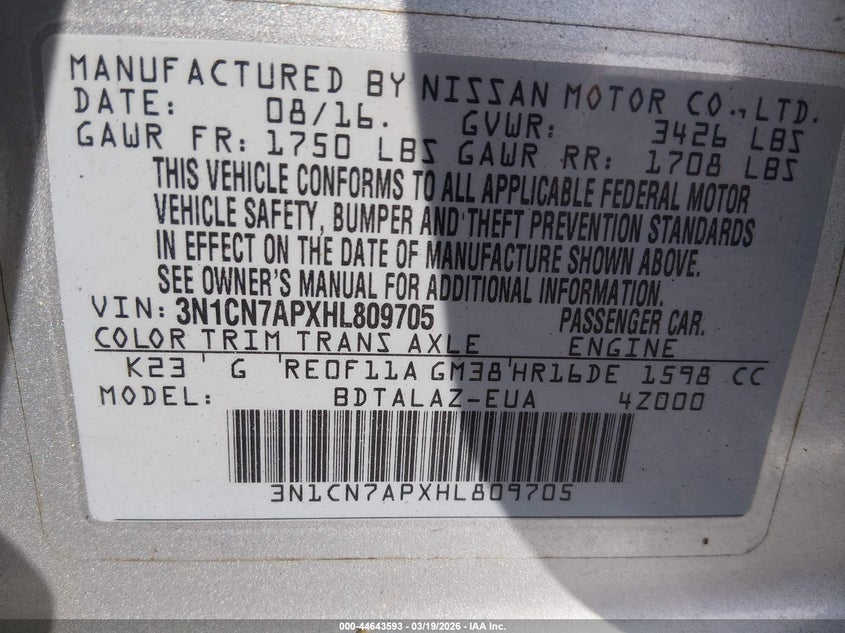 MANUFACTURED BY NISSAN MOTOR CO., LTD.
DATE: 08/16. GVWR: 3426 LBS
GAWR FR: 1750 LBS GAWR RR: 1708 LBS
THIS VEHICLE CONFORMS TO ALL APPLICABLE FEDERAL MOTOR
VEHICLE SAFETY, BUMPER AND THEFT PREVENTION STANDARDS
IN EFFECT ON THE DATE OF MANUFACTURE SHOWN ABOVE.
SEE OWNER'S MANUAL FOR ADDITIONAL INFORMATION.
VIN: 3N1CN7APXHL809705 PASSENGER CAR.
COLOR TRIM TRANS AXLE ENGINE
K23 ' G 'RE0F11A GM38'HR16DE 1598 CC
MODEL: BDTALAZ-EUA 4Z000
3N1CN7APXHL809705
000-44643593 — 03/19/2026 — IAA Inc.